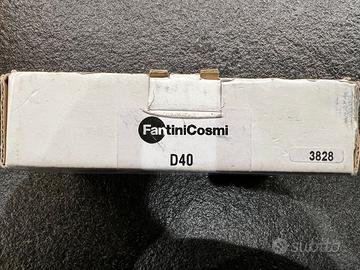 FantiniCosmi
D40
3828
subito